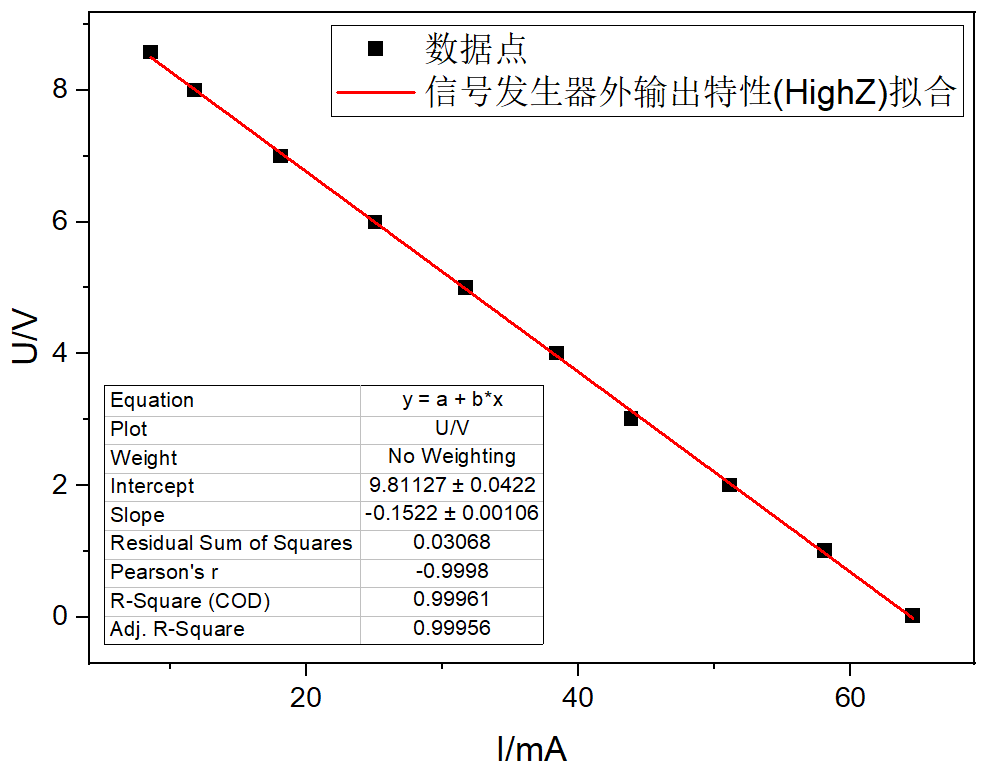 数据点
信号发生器外输出特性(HighZ)拟合
8
6
4
2
0
U/V
Equation y = a + b*x
Plot U/V
Weight No Weighting
Intercept 9.81127 ± 0.0422
Slope -0.1522 ± 0.00106
Residual Sum of Squares 0.03068
Pearson's r -0.9998
R-Square (COD) 0.99961
Adj. R-Square 0.99956
20 40 60
I/mA